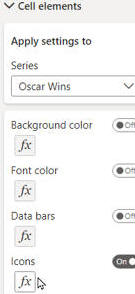 Cell elements
Apply settings to
Series
Oscar Wins
Background color
Off
fx
Font color
Off
fx
Data bars
Off
fx
Icons
On
fx